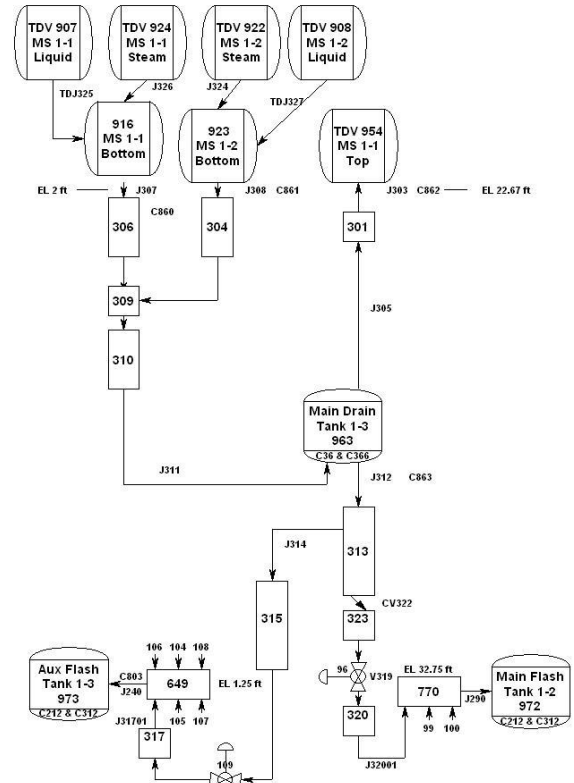 TDV 907
MS 1-1
Liquid
TDV 924
MS 1-1
Steam
TDV 922
MS 1-2
Steam
TDV 908
MS 1-2
Liquid
TDJ325
J326
J324
TDJ327
916
MS 1-1
Bottom
923
MS 1-2
Bottom
TDV 954
MS 1-1
Top
EL 2 ft
J307
J308
C861
J303
C862
EL 22.67 ft
C860
306
304
301
309
J305
310
Main Drain
Tank 1-3
963
C36 & C366
J311
J312
C863
313
J314
315
CV322
323
106
104
108
96
V319
EL 32.75 ft
Aux Flash
Tank 1-3
973
C212 & C312
C803
J240
649
EL 1.25 ft
770
J290
Main Flash
Tank 1-2
972
C212 & C312
J31701
105
107
320
99
100
317
J32001
109